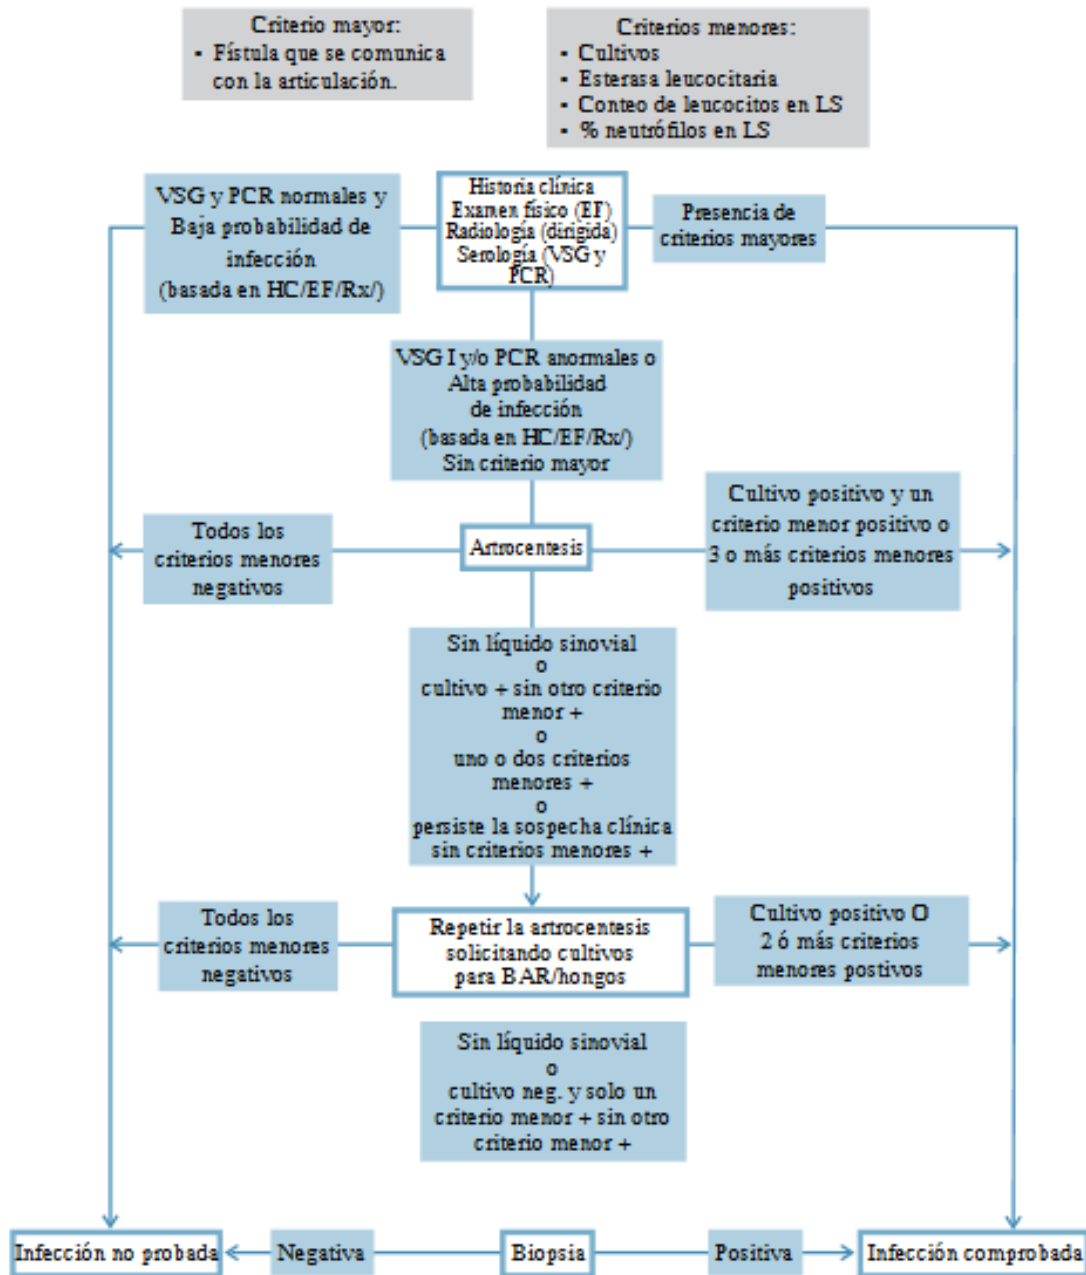 Criterio mayor:
▪ Fístula que se comunica
con la articulación.
Criterios menores:
▪ Cultivos
▪ Esterasa leucocitaria
▪ Conteo de leucocitos en LS
▪ % neutrófilos en LS
VSG y PCR normales y
Baja probabilidad de
infección
(basada en HC/EF/Rx/)
Historia clínica
Examen físico (EF)
Radiología (dirigida)
Serología (VSG y
PCR)
Presencia de
criterios mayores
VSG I y/o PCR anormales o
Alta probabilidad
de infección
(basada en HC/EF/Rx/)
Sin criterio mayor
Todos los
criterios menores
negativos
Artrocentesis
Cultivo positivo y un
criterio menor positivo o
3 o más criterios menores
positivos
Sin líquido sinovial
o
cultivo + sin otro criterio
menor +
o
uno o dos criterios
menores +
o
persiste la sospecha clínica
sin criterios menores +
Todos los
criterios menores
negativos
Repetir la artrocentesis
solicitando cultivos
para BAR/hongos
Cultivo positivo O
2 ó más criterios
menores postivos
Sin líquido sinovial
o
cultivo neg. y solo un
criterio menor + sin otro
criterio menor +
Infección no probada
Negativa
Biopsia
Positiva
Infección comprobada